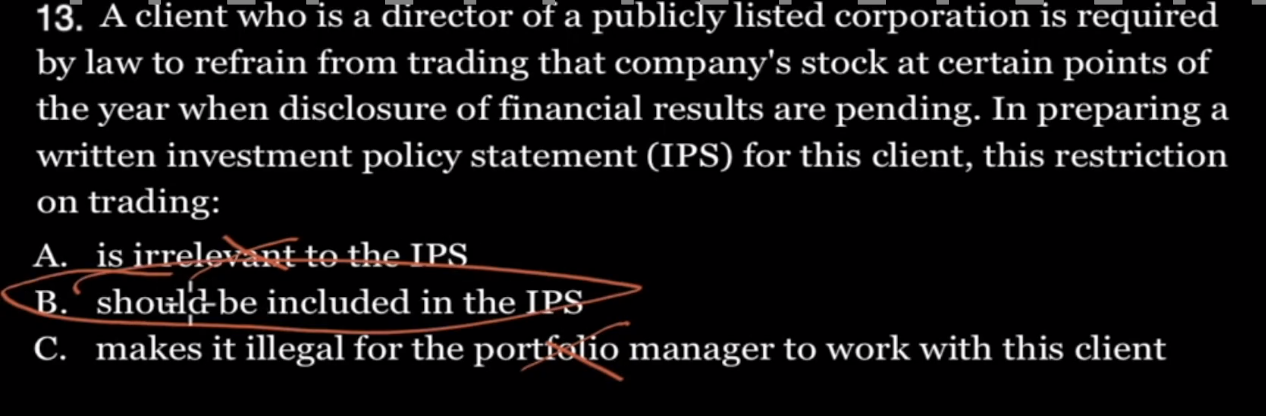 13. A client who is a director of a publicly listed corporation is required
by law to refrain from trading that company's stock at certain points of
the year when disclosure of financial results are pending. In preparing a
written investment policy statement (IPS) for this client, this restriction
on trading:
A. is irrelevant to the IPS
B. should be included in the IPS
C. makes it illegal for the portfolio manager to work with this client